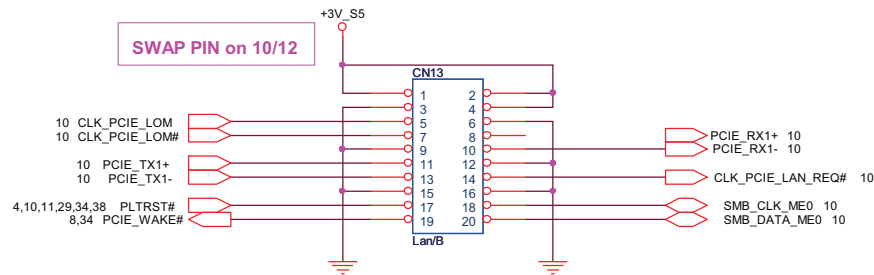 +3V_S5
SWAP PIN on 10/12
CN13
1 2
3 4
10 CLK_PCIE_LOM 5 6
10 CLK_PCIE_LOM# 7 8 PCIE_RX1+ 10
9 10 PCIE_RX1- 10
10 PCIE_TX1+ 11 12
10 PCIE_TX1- 13 14 CLK_PCIE_LAN_REQ# 10
15 16
4,10,11,29,34,38 PLTRST# 17 18 SMB_CLK_ME0 10
8,34 PCIE_WAKE# 19 20 SMB_DATA_ME0 10
Lan/B